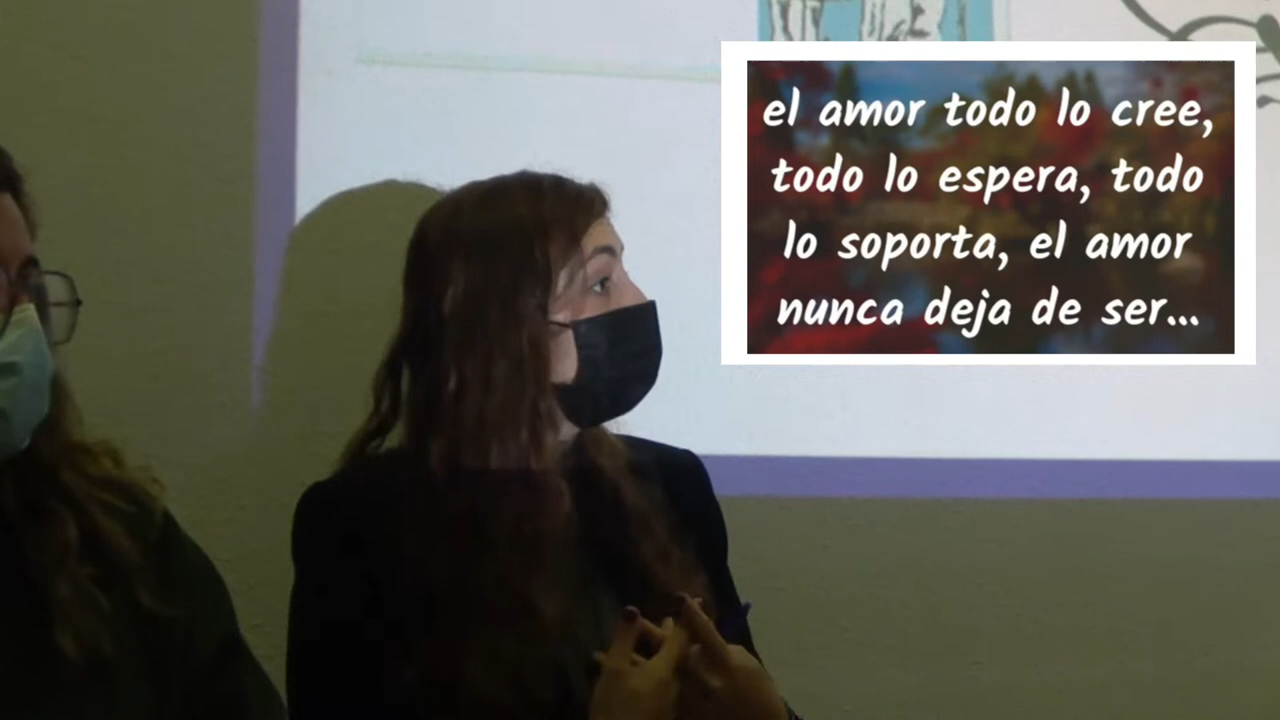 el amor todo lo cree,
todo lo espera, todo
lo soporta, el amor
nunca deja de ser...